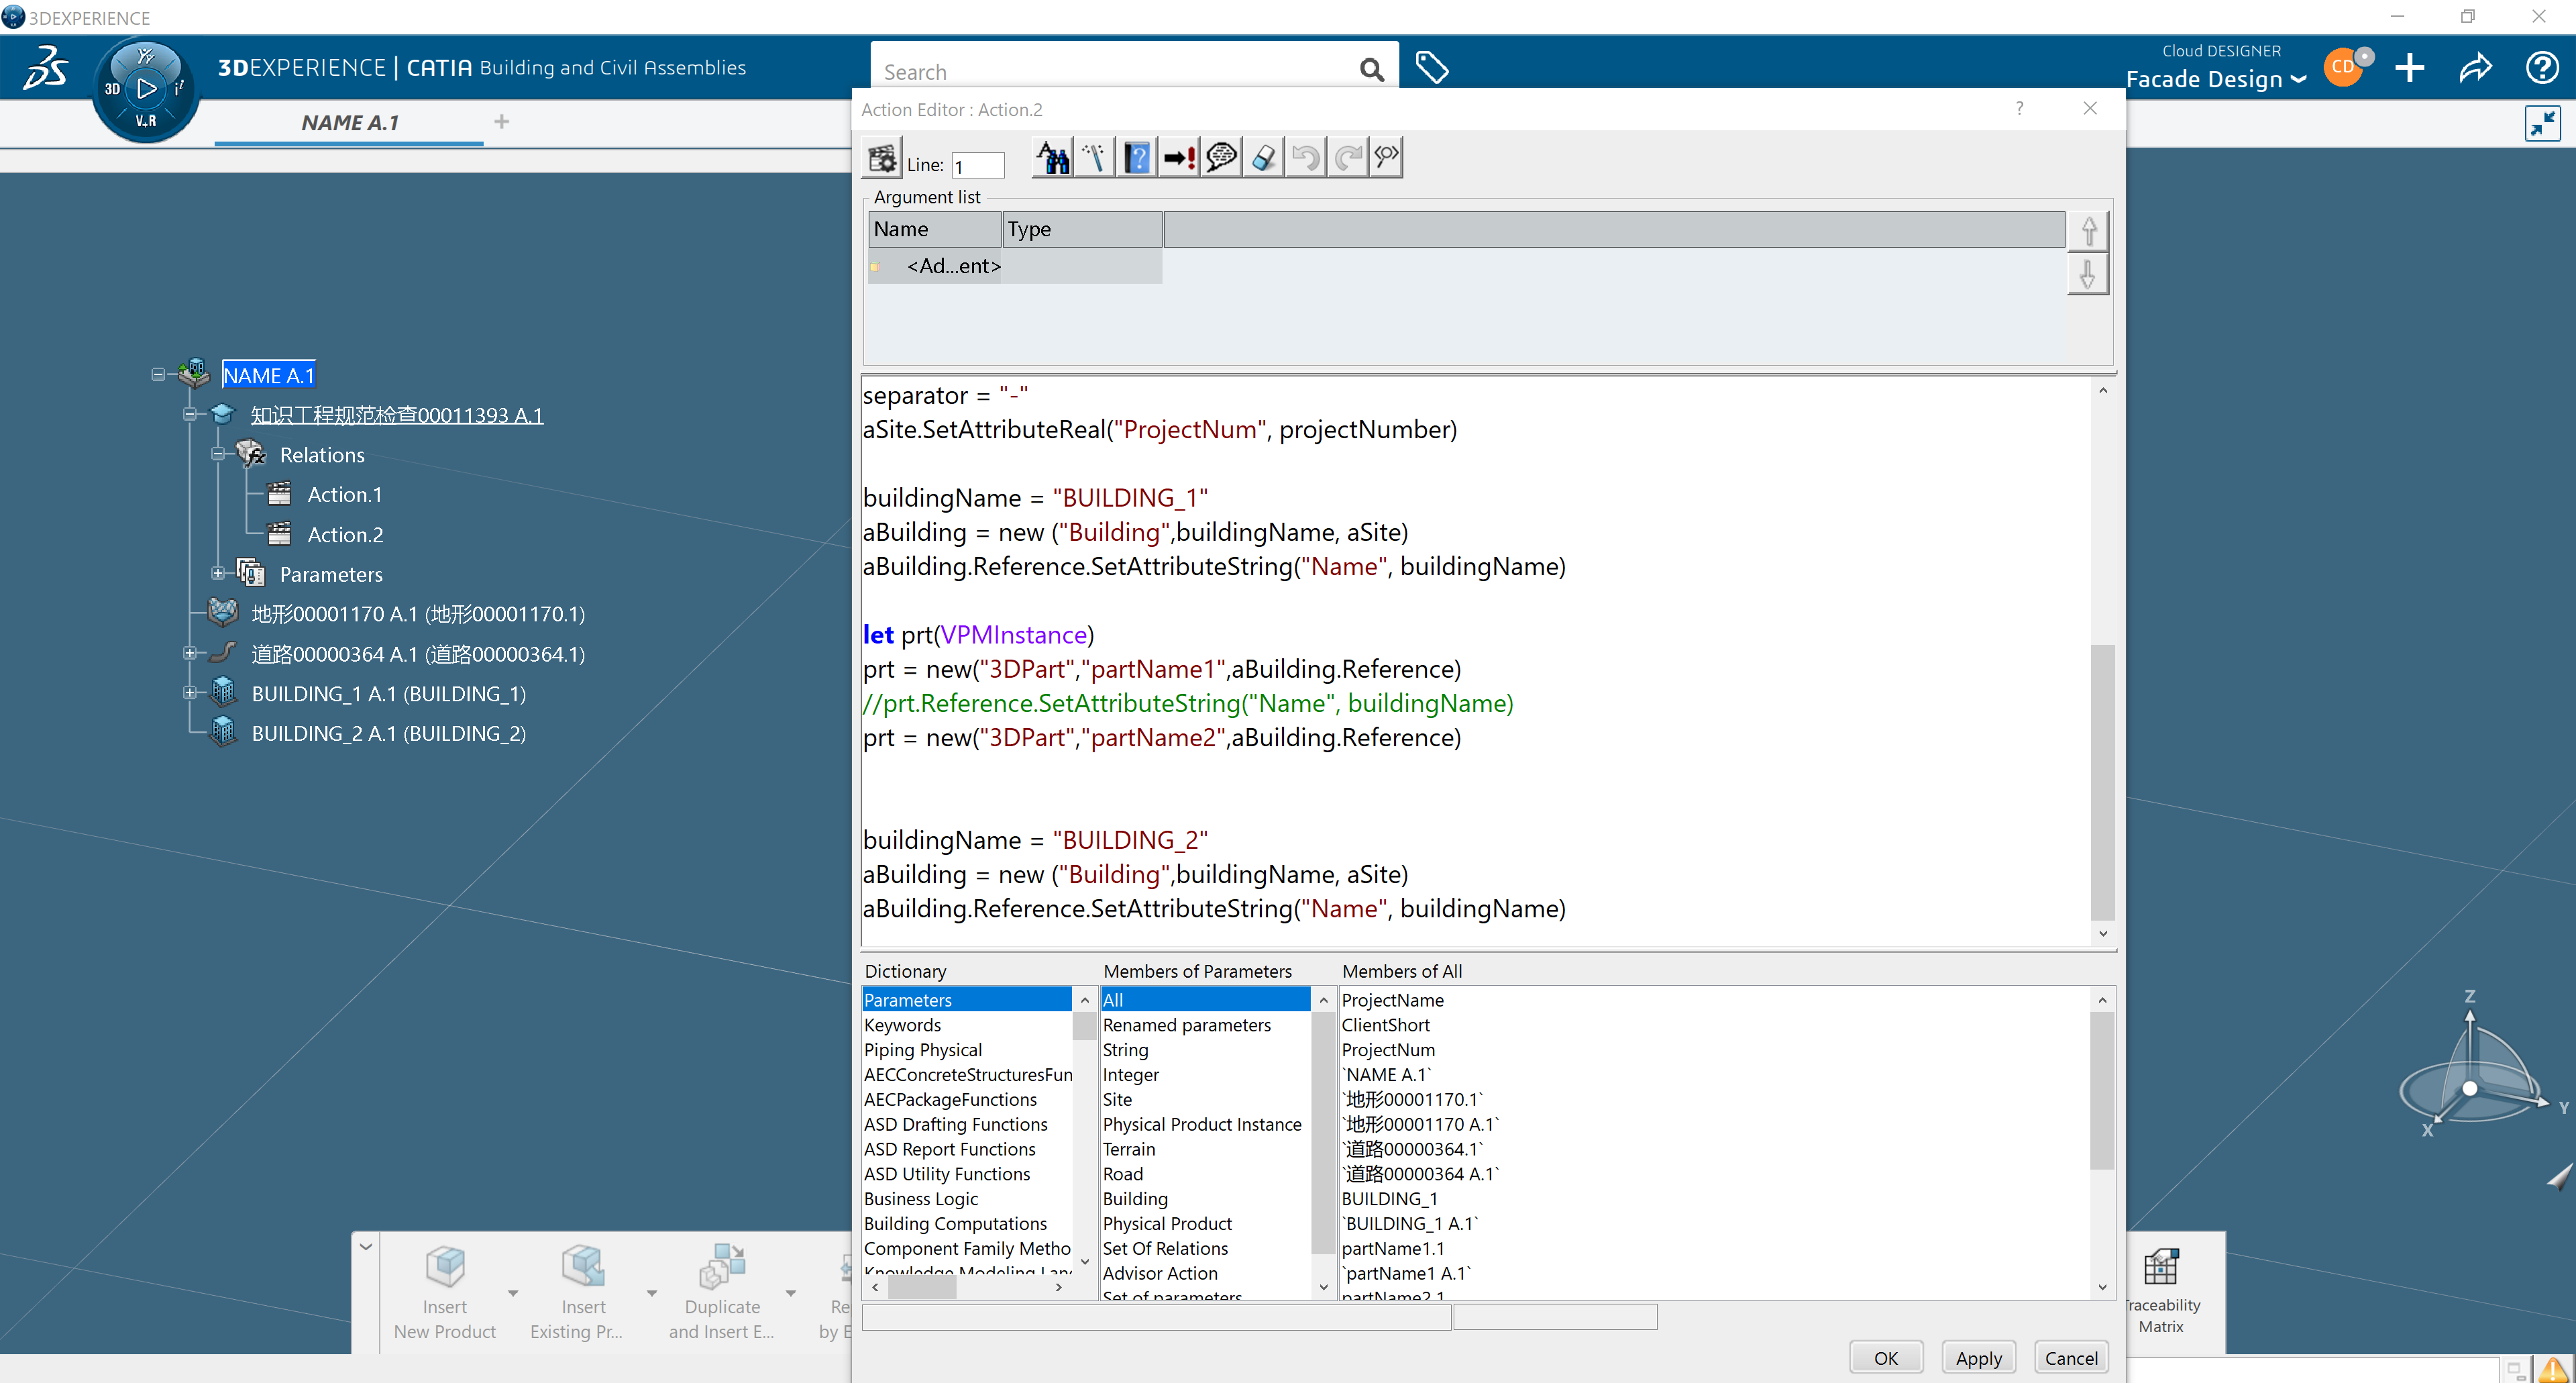 3DEXPERIENCE
3DEXPERIENCE | CATIA Building and Civil Assemblies
Search
Cloud DESIGNER
Facade Design
CD
3D
V+R
NAME A.1
Action Editor : Action.2
Line: 1
Argument list
Name Type
<Ad...ent>
NAME A.1
知识工程规范检查00011393 A.1
Relations
Action.1
Action.2
Parameters
地形00001170 A.1 (地形00001170.1)
道路00000364 A.1 (道路00000364.1)
BUILDING_1 A.1 (BUILDING_1)
BUILDING_2 A.1 (BUILDING_2)
separator = "-"
aSite.SetAttributeReal("ProjectNum", projectNumber)
buildingName = "BUILDING_1"
aBuilding = new ("Building",buildingName, aSite)
aBuilding.Reference.SetAttributeString("Name", buildingName)
let prt(VPMInstance)
prt = new("3DPart","partName1",aBuilding.Reference)
//prt.Reference.SetAttributeString("Name", buildingName)
prt = new("3DPart","partName2",aBuilding.Reference)
buildingName = "BUILDING_2"
aBuilding = new ("Building",buildingName, aSite)
aBuilding.Reference.SetAttributeString("Name", buildingName)
Dictionary
Parameters
Keywords
Piping Physical
AECConcreteStructuresFun
AECPackageFunctions
ASD Drafting Functions
ASD Report Functions
ASD Utility Functions
Business Logic
Building Computations
Component Family Metho
Knowledge Modeling Lan
Members of Parameters
All
Renamed parameters
String
Integer
Site
Physical Product Instance
Terrain
Road
Building
Physical Product
Set Of Relations
Advisor Action
Set of parameters
Members of All
ProjectName
ClientShort
ProjectNum
`NAME A.1`
`地形00001170.1`
`地形00001170 A.1`
`道路00000364.1`
`道路00000364 A.1`
BUILDING_1
`BUILDING_1 A.1`
partName1.1
`partName1 A.1`
partName2.1
OK Apply Cancel
Insert
New Product
Insert
Existing Pr...
Duplicate
and Insert E...
Re
by E
raceability
Matrix
Z
Y
X